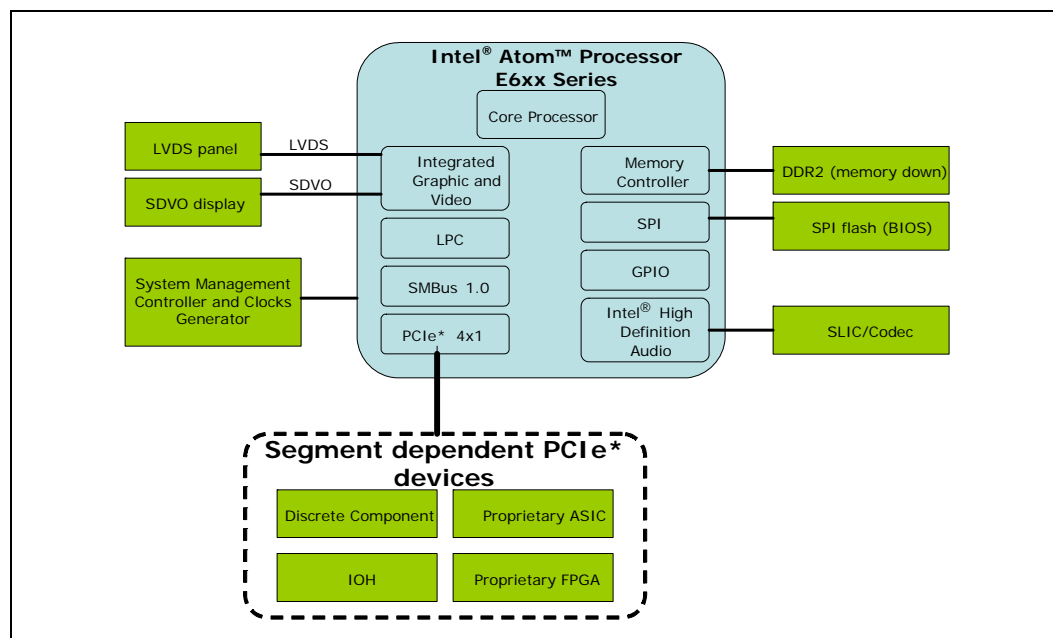 Intel® Atom™ Processor
E6xx Series
Core Processor
LVDS panel
LVDS
SDVO display
SDVO
Integrated
Graphic and
Video
LPC
SMBus 1.0
PCIe* 4x1
System Management
Controller and Clocks
Generator
Memory
Controller
SPI
GPIO
Intel® High
Definition
Audio
DDR2 (memory down)
SPI flash (BIOS)
SLIC/Codec
Segment dependent PCIe*
devices
Discrete Component
Proprietary ASIC
IOH
Proprietary FPGA